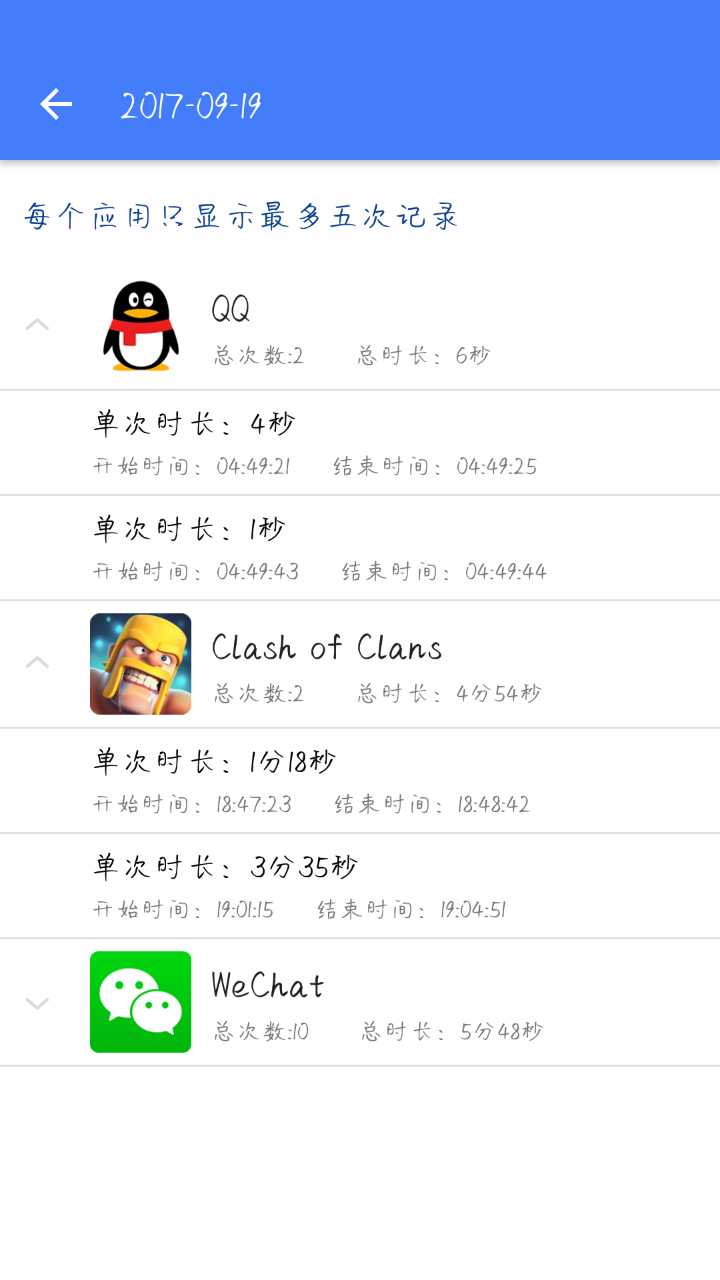 2017-09-19
每个应用只显示最多五次记录
QQ
总次数:2 总时长：6秒
单次时长：4秒
开始时间：04:49:21 结束时间：04:49:25
单次时长：1秒
开始时间：04:49:43 结束时间：04:49:44
Clash of Clans
总次数:2 总时长：4分54秒
单次时长：1分18秒
开始时间：18:47:23 结束时间：18:48:42
单次时长：3分35秒
开始时间：19:01:15 结束时间：19:04:51
WeChat
总次数:10 总时长：5分48秒